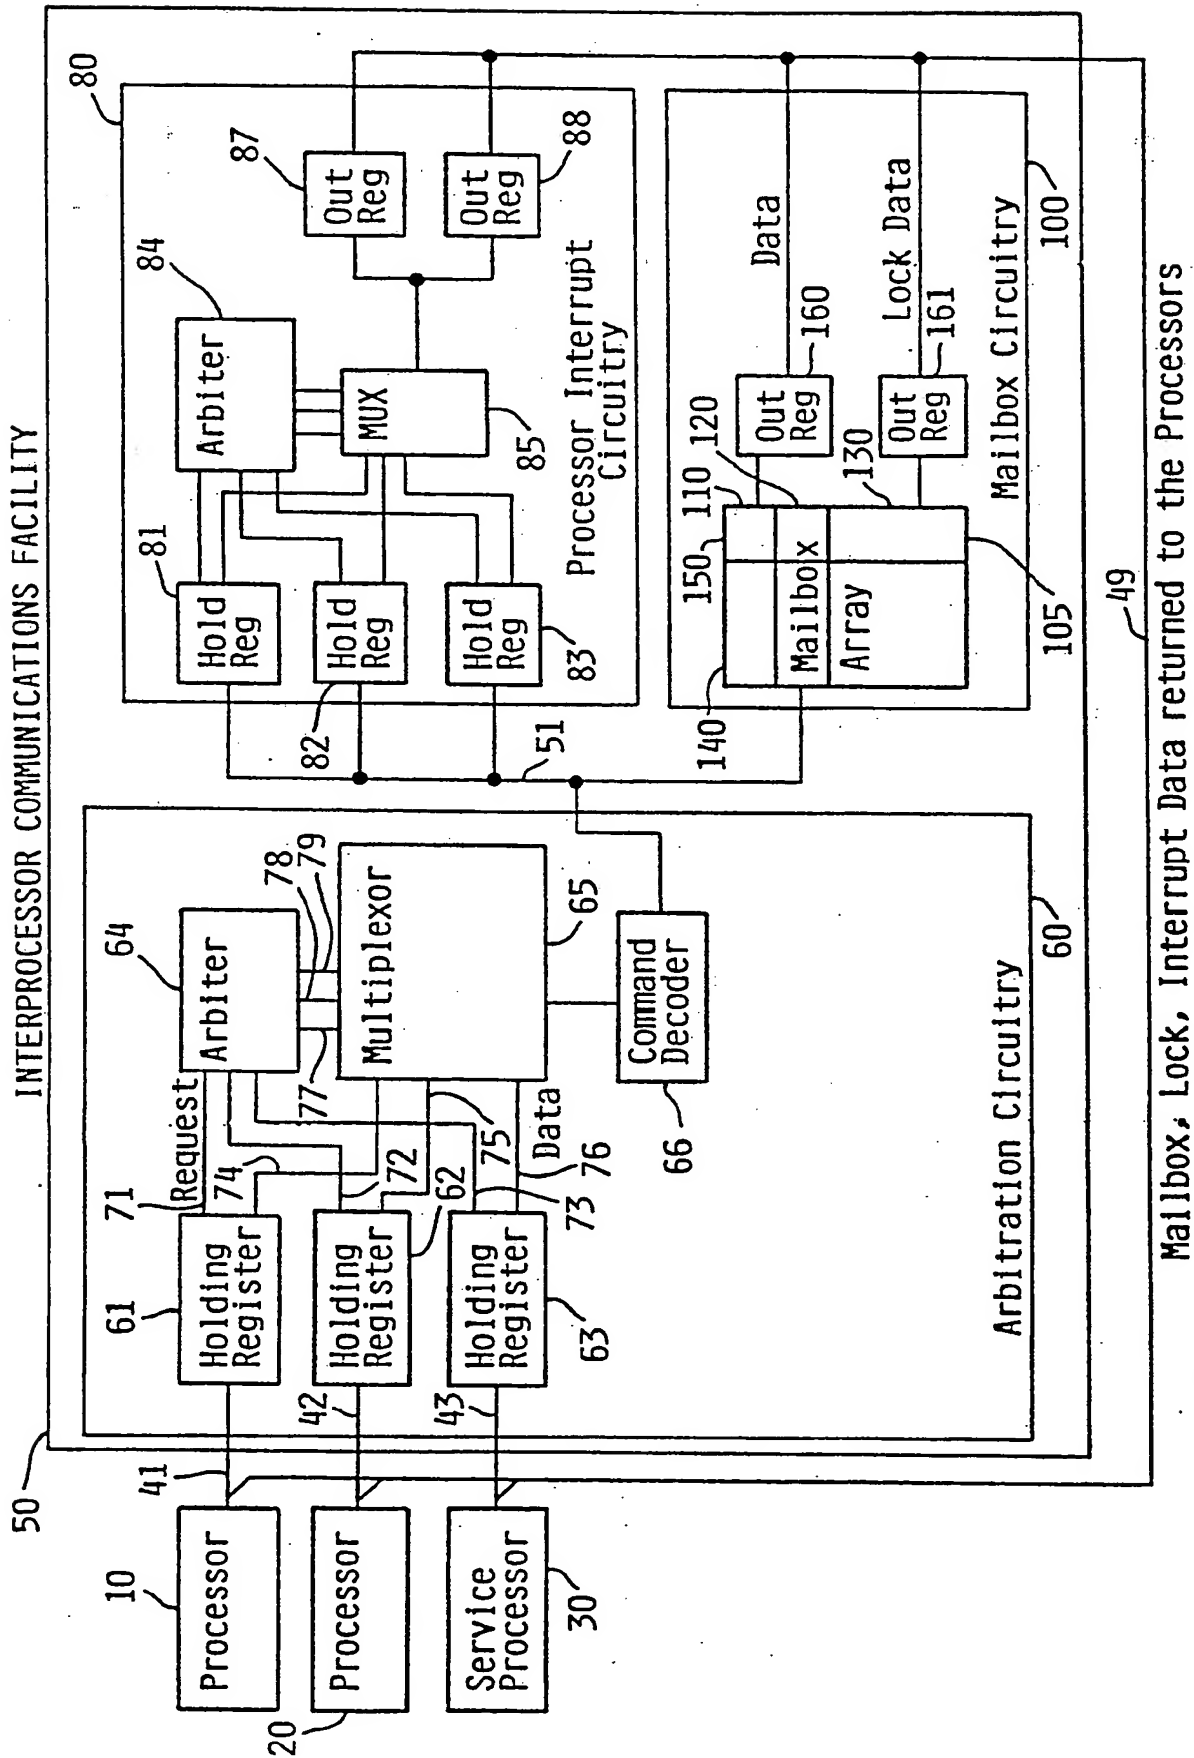 INTERPROCESSOR COMMUNICATIONS FACILITY
50
10
Processor
41
20
Processor
42
Service
Processor
30
43
61
Holding
Register
Holding
Register
62
Holding
Register
63
71
Request
74
72
75
73
76
Data
64
Arbiter
77
78
79
Multiplexor
65
Command
Decoder
66
Arbitration Circuitry
60
51
80
81
Hold
Reg
82
Hold
Reg
Hold
Reg
83
84
Arbiter
MUX
85
87
Out
Reg
Out
Reg
88
Processor Interrupt
Circuitry
140
150
110
120
130
Mailbox
Array
105
Out
Reg
160
Data
Out
Reg
161
Lock Data
Mailbox Circuitry
100
49
Mailbox, Lock, Interrupt Data returned to the Processors